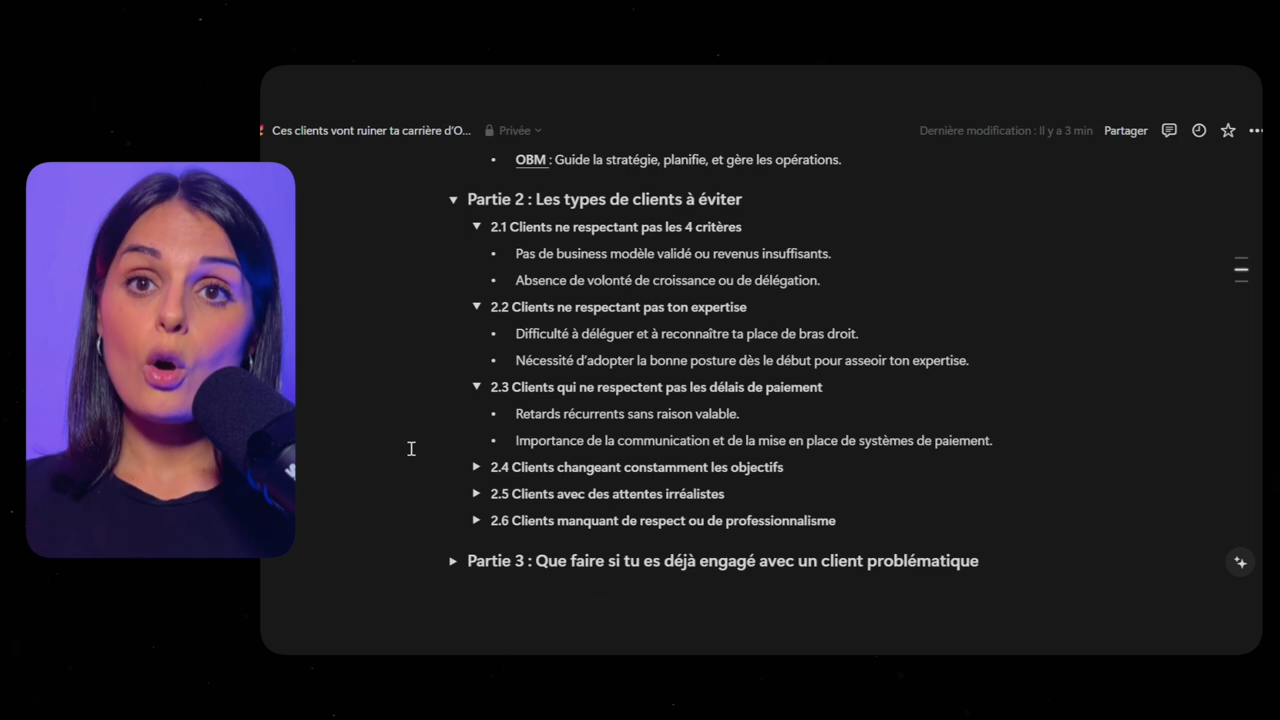 Ces clients vont ruiner ta carrière d'O...
Privée
Dernière modification : Il y a 3 min
Partager
• OBM : Guide la stratégie, planifie, et gère les opérations.
Partie 2 : Les types de clients à éviter
2.1 Clients ne respectant pas les 4 critères
• Pas de business modèle validé ou revenus insuffisants.
• Absence de volonté de croissance ou de délégation.
2.2 Clients ne respectant pas ton expertise
• Difficulté à déléguer et à reconnaître ta place de bras droit.
• Nécessité d'adopter la bonne posture dès le début pour asseoir ton expertise.
2.3 Clients qui ne respectent pas les délais de paiement
• Retards récurrents sans raison valable.
• Importance de la communication et de la mise en place de systèmes de paiement.
2.4 Clients changeant constamment les objectifs
2.5 Clients avec des attentes irréalistes
2.6 Clients manquant de respect ou de professionnalisme
Partie 3 : Que faire si tu es déjà engagé avec un client problématique